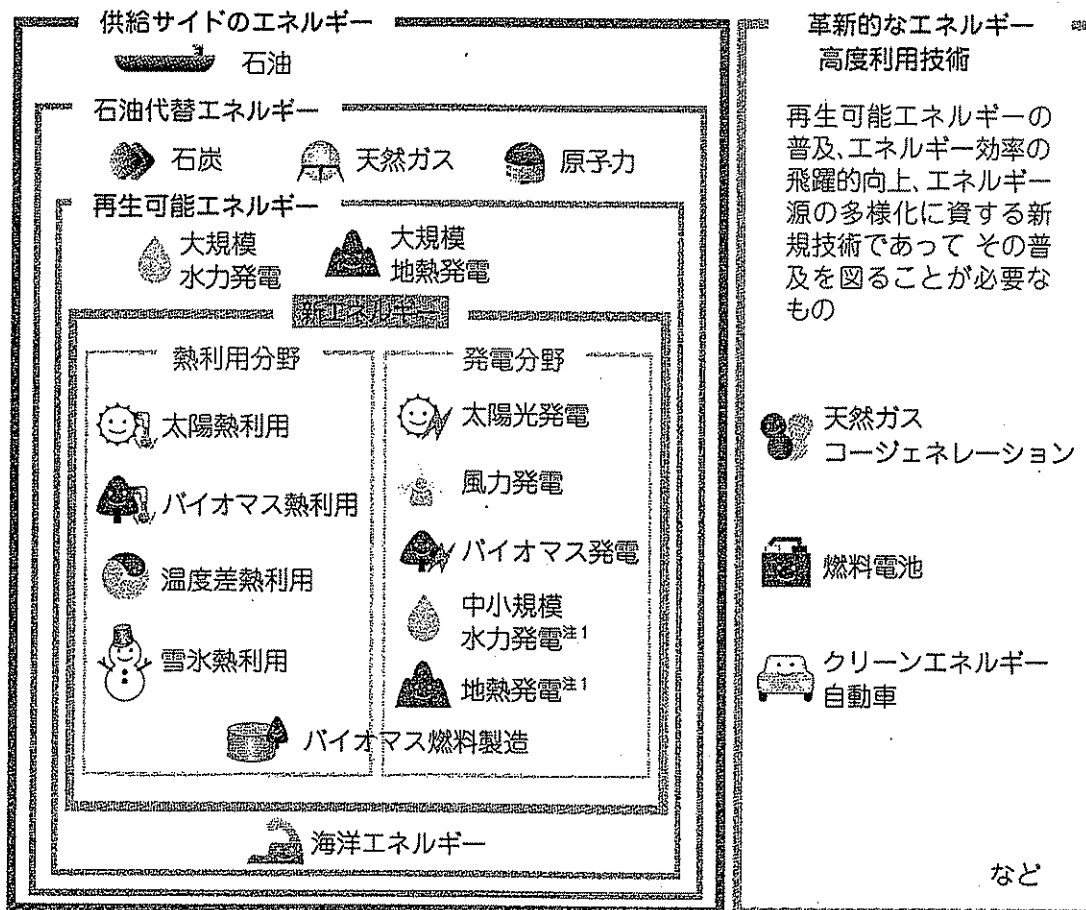 供給サイドのエネルギー
石油
石油代替エネルギー
石炭
天然ガス
原子力
再生可能エネルギー
大規模
水力発電
大規模
地熱発電
新エネルギー
熱利用分野
太陽熱利用
バイオマス熱利用
温度差熱利用
雪氷熱利用
発電分野
太陽光発電
風力発電
バイオマス発電
中小規模
水力発電注1
地熱発電注1
バイオマス燃料製造
海洋エネルギー
革新的なエネルギー
高度利用技術
再生可能エネルギーの
普及、エネルギー効率の
飛躍的向上、エネルギー
源の多様化に資する新
規技術であって その普
及を図ることが必要な
もの
天然ガス
コージェネレーション
燃料電池
クリーンエネルギー
自動車
など